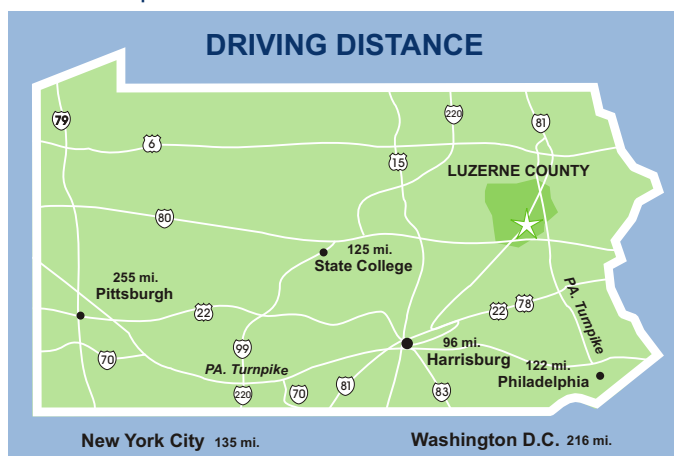 DRIVING DISTANCE
79
220
81
6
15
LUZERNE COUNTY
80
125 mi.
State College
255 mi.
Pittsburgh
22
22
78
PA. Turnpike
99
96 mi.
Harrisburg
70
PA. Turnpike
122 mi.
Philadelphia
220
70
81
83
New York City 135 mi.
Washington D.C. 216 mi.